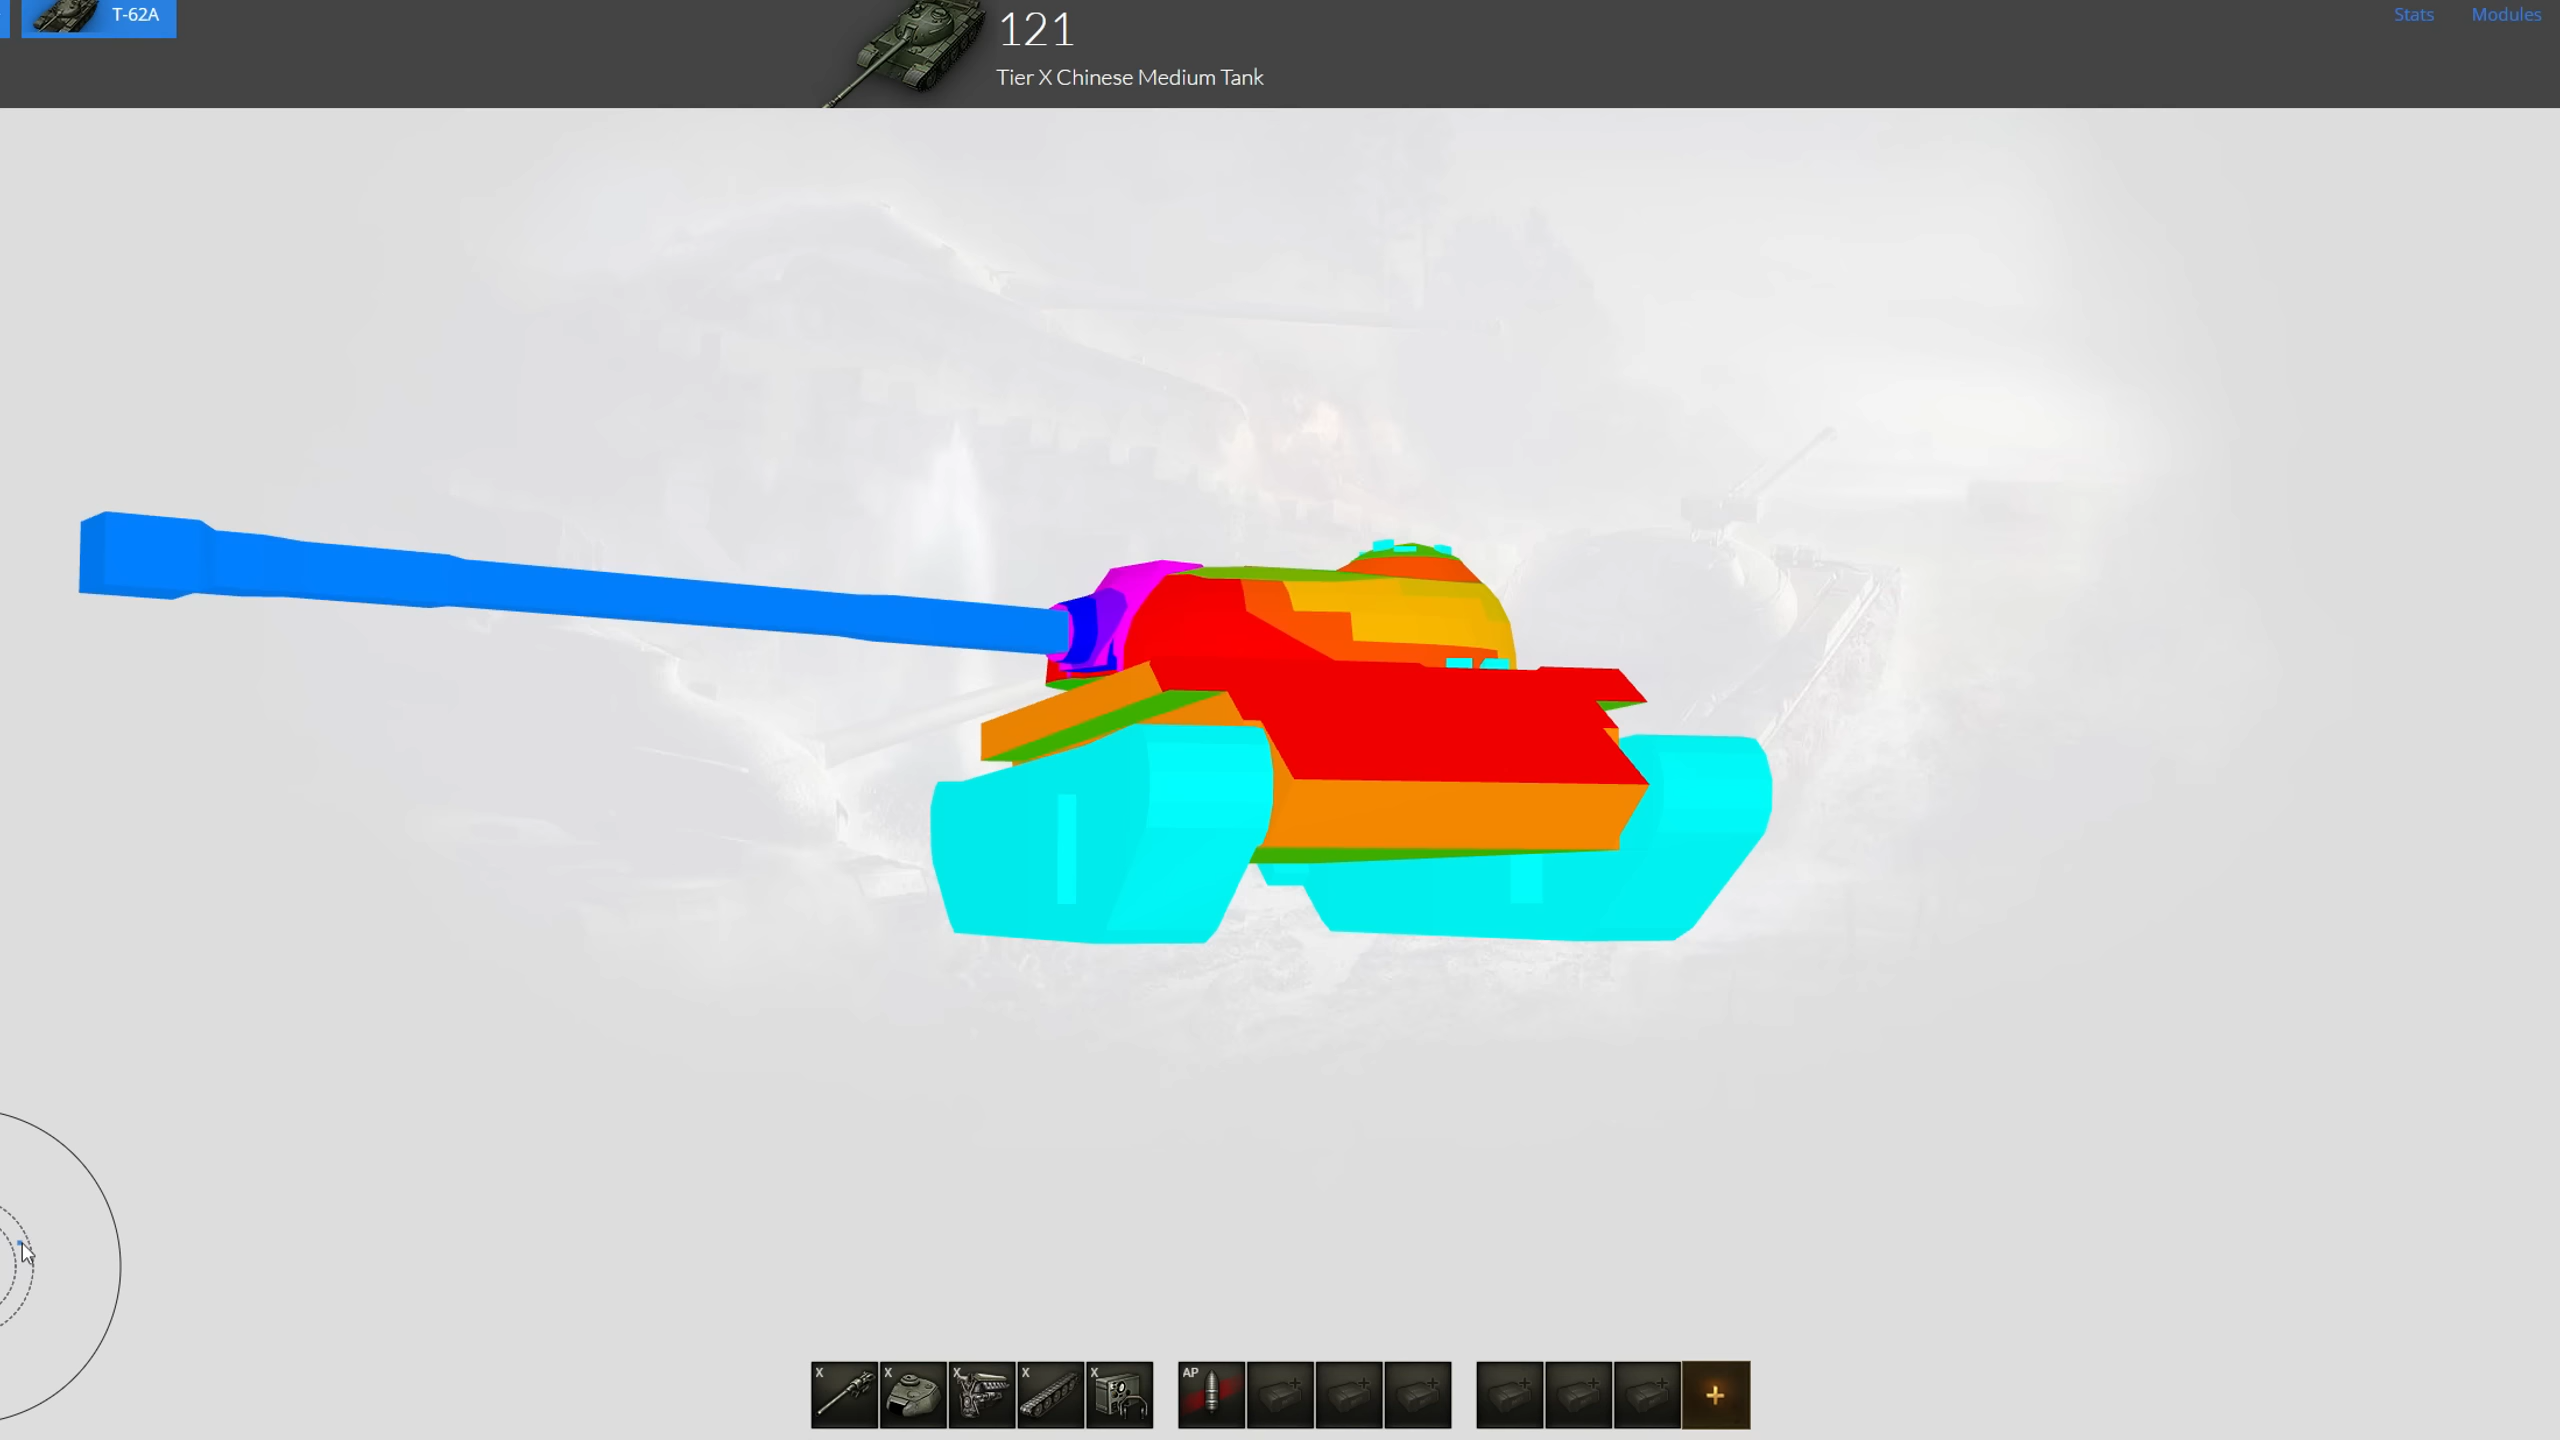 T-62A
121
Tier X Chinese Medium Tank
Stats
Modules
X
X
X
X
X
AP